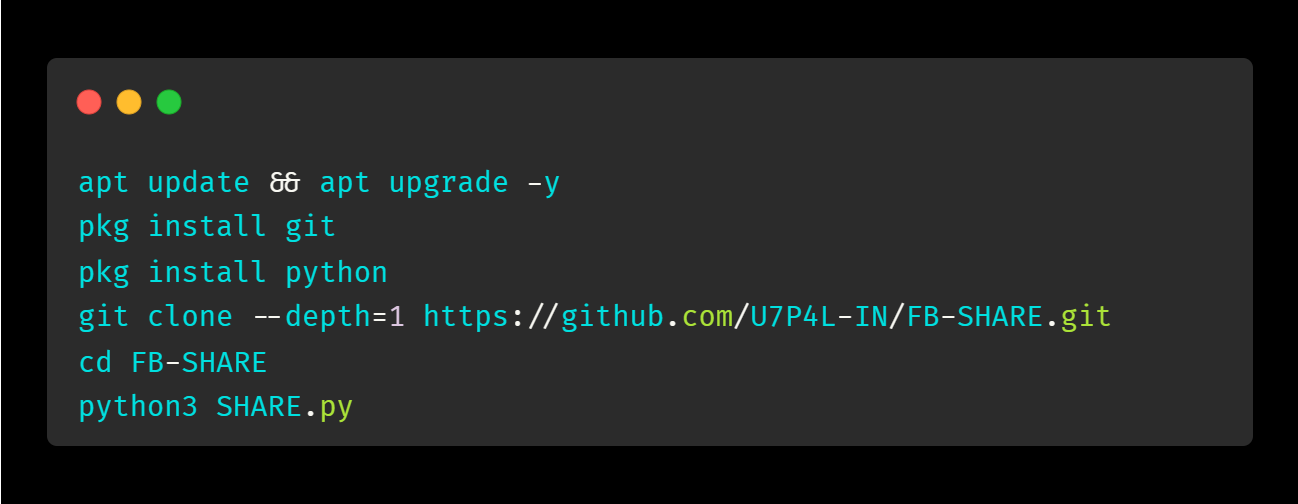 apt update && apt upgrade -y
pkg install git
pkg install python
git clone --depth=1 https://github.com/U7P4L-IN/FB-SHARE.git
cd FB-SHARE
python3 SHARE.py